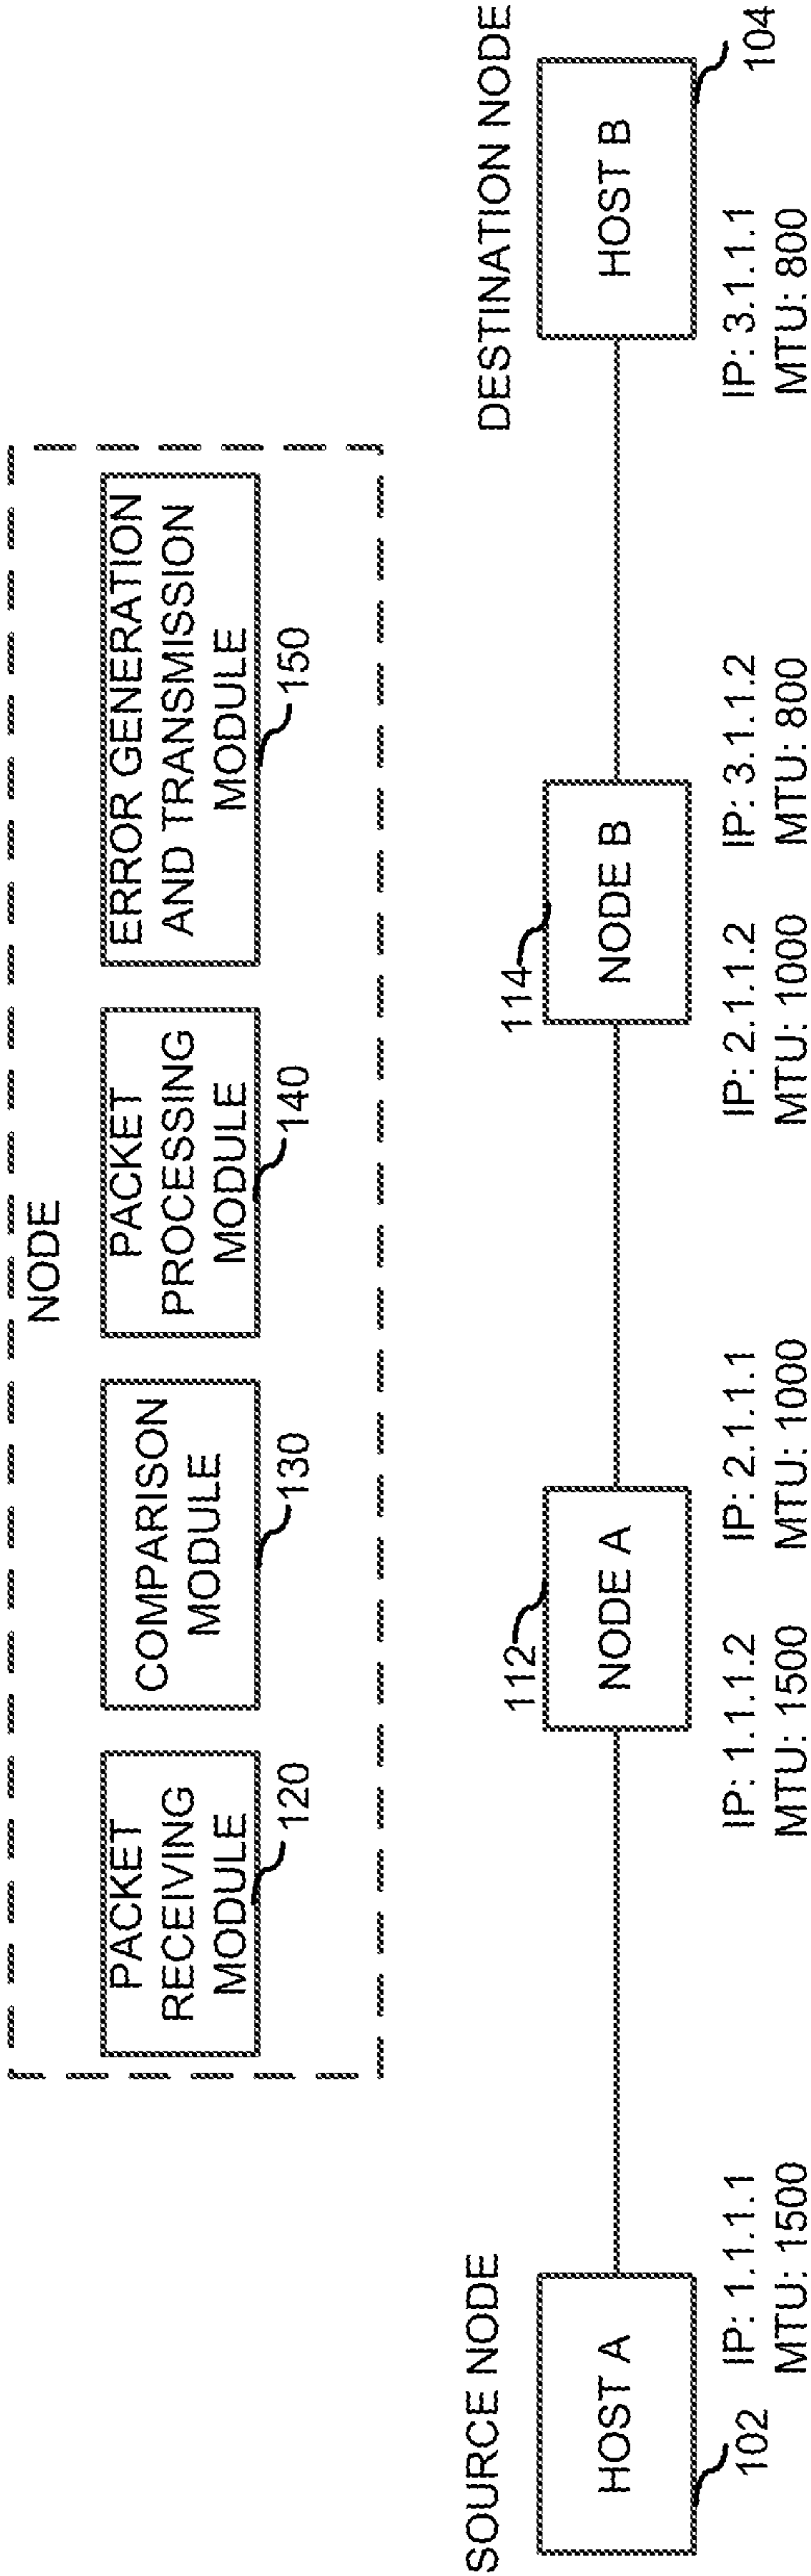 NODE
PACKET
RECEIVING
MODULE
120
COMPARISON
MODULE
130
PACKET
PROCESSING
MODULE
140
ERROR GENERATION
AND TRANSMISSION
MODULE
150
SOURCE NODE
HOST A
102
IP: 1.1.1.1
MTU: 1500
112
NODE A
IP: 1.1.1.2
MTU: 1500
IP: 2.1.1.1
MTU: 1000
114
NODE B
IP: 2.1.1.2
MTU: 1000
IP: 3.1.1.2
MTU: 800
DESTINATION NODE
HOST B
104
IP: 3.1.1.1
MTU: 800